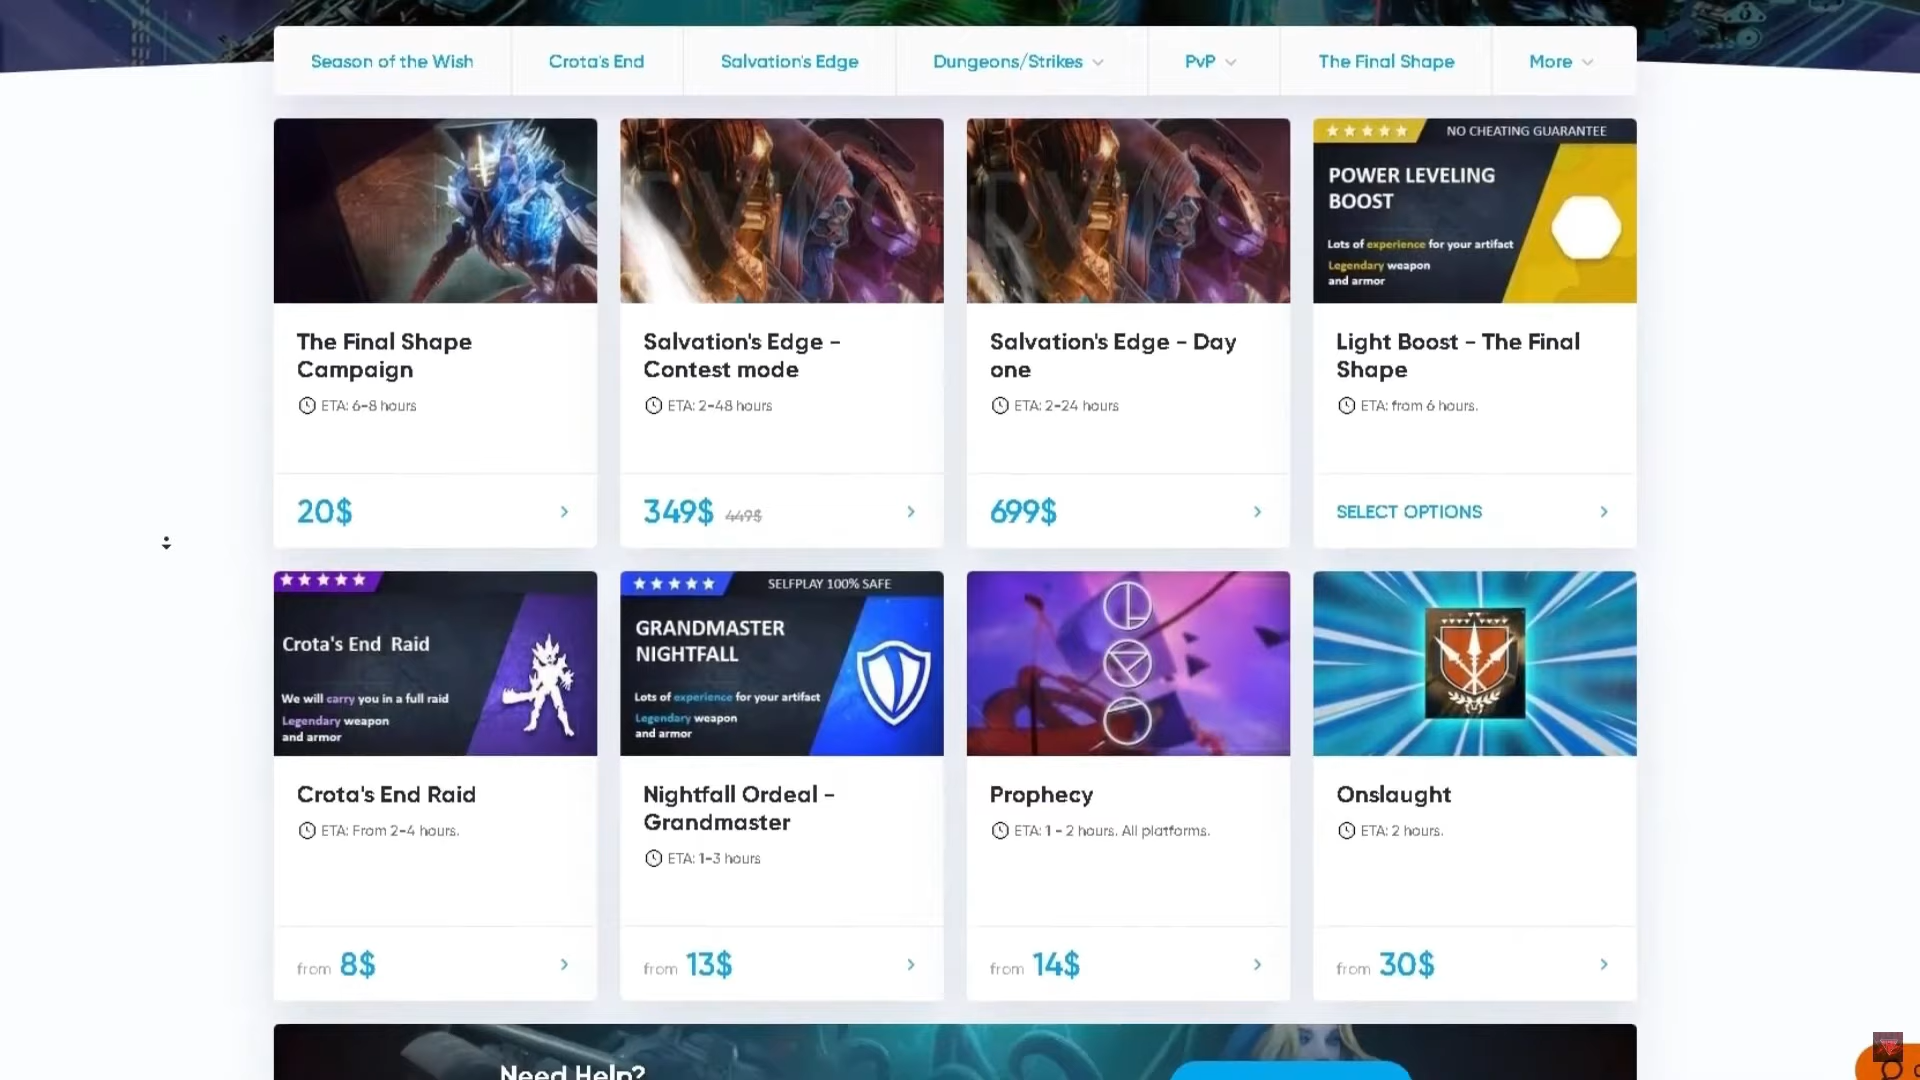 Season of the Wish
Crota's End
Salvation's Edge
Dungeons/Strikes
PvP
The Final Shape
More
NO CHEATING GUARANTEE
POWER LEVELING
BOOST
Lots of experience for your artifact
Legendary weapon
and armor
The Final Shape
Campaign
ETA: 6-8 hours
20$
Salvation's Edge -
Contest mode
ETA: 2-48 hours
349$ 449$
Salvation's Edge - Day
one
ETA: 2-24 hours
699$
Light Boost - The Final
Shape
ETA: from 6 hours.
SELECT OPTIONS
Crota's End Raid
We will carry you in a full raid
Legendary weapon
and armor
SELFPLAY 100% SAFE
GRANDMASTER
NIGHTFALL
Lots of experience for your artifact
Legendary weapon
and armor
Crota's End Raid
ETA: From 2-4 hours.
from 8$
Nightfall Ordeal -
Grandmaster
ETA: 1-3 hours
from 13$
Prophecy
ETA: 1 - 2 hours. All platforms.
from 14$
Onslaught
ETA: 2 hours.
from 30$
Need Help?